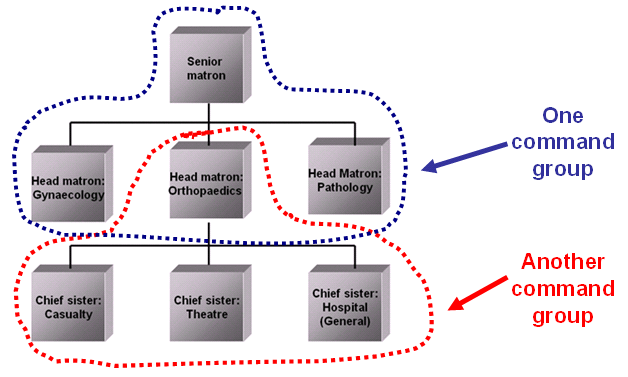 Senior
matron
One
command
group
Head matron:
Gynaecology
Head matron:
Orthopaedics
Head Matron:
Pathology
Another
command
group
Chief sister:
Casualty
Chief sister:
Theatre
Chief sister:
Hospital
(General)